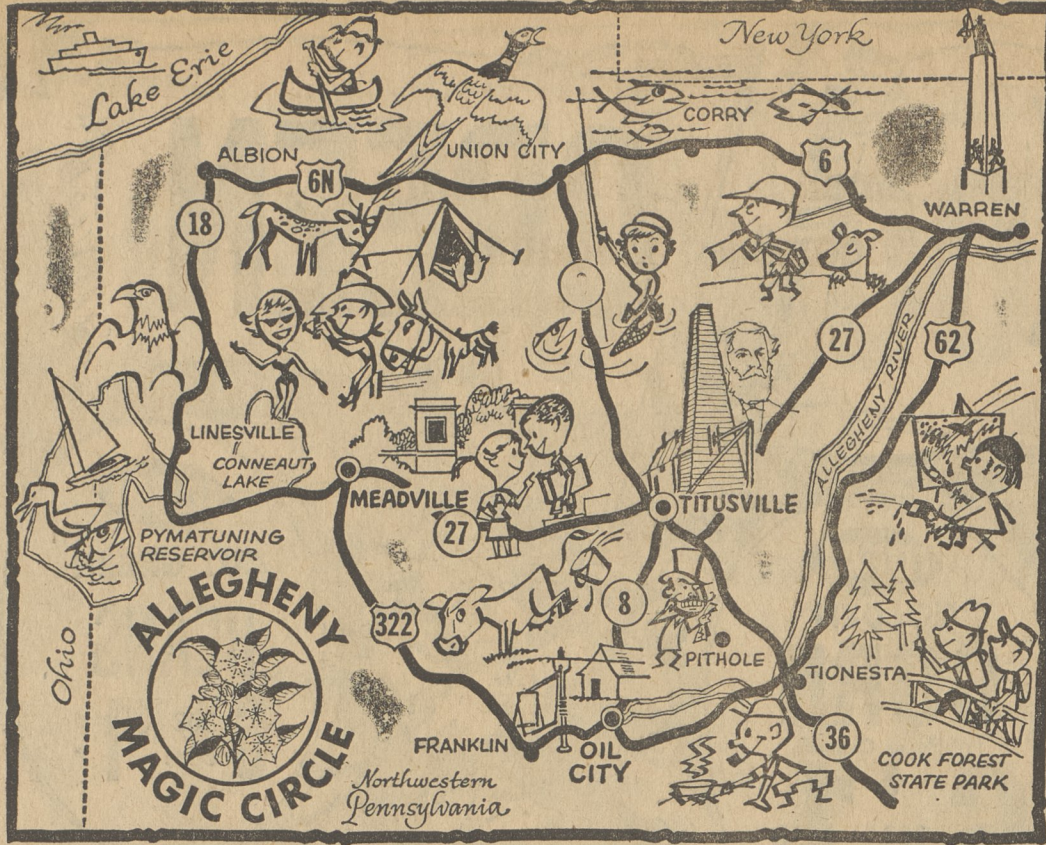 New York
Lake Erie
CORRY
ALBION
UNION CITY
6N
6
18
WARREN
27
62
ALLEGHENY RIVER
LINESVILLE
CONNEAUT
LAKE
MEADVILLE
TITUSVILLE
27
PYMATUNING
RESERVOIR
ALLEGHENY
MAGIC CIRCLE
322
8
PITHOLE
TIONESTA
Ohio
FRANKLIN
OIL
CITY
36
COOK FOREST
STATE PARK
Northwestern
Pennsylvania